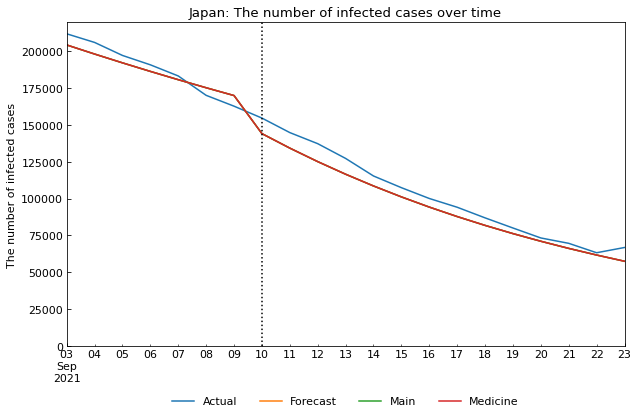 Japan: The number of infected cases over time
The number of infected cases
200000
175000
150000
125000
100000
75000
50000
25000
0
03 04 05 06 07 08 09 10 11 12 13 14 15 16 17 18 19 20 21 22 23
Sep
2021
Actual Forecast Main Medicine